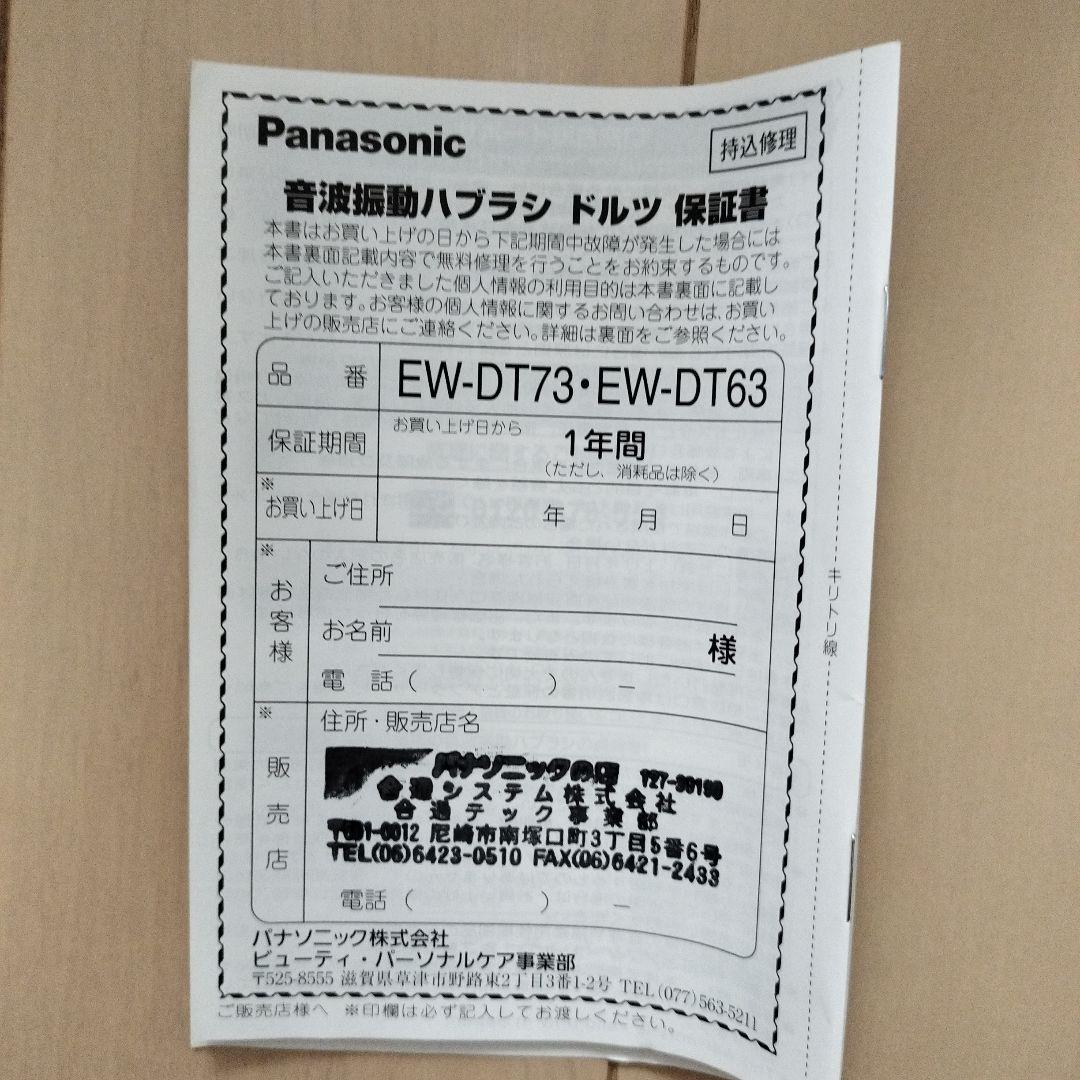 Panasonic
持込修理
音波振動ハブラシ ドルツ 保証書
本書はお買い上げの日から下記期間中故障が発生した場合には
本書裏面記載内容で無料修理を行うことをお約束するものです。
ご記入いただきました個人情報の利用目的は本書裏面に記載し
ております。お客様の個人情報に関するお問い合わせは、お買い
上げの販売店にご連絡ください。詳細は裏面をご参照ください。
品番 EW-DT73・EW-DT63
保証期間 お買い上げ日から 1年間
(ただし、消耗品は除く)
※
お買い上げ日 年 月 日
※
お客様
ご住所
お名前 様
電話( ) －
※
販売店
住所・販売店名
パナソニックの店
合通システム株式会社
合通テック事業部
1-0012 尼崎市南塚口町3丁目5番6号
TEL(06)6423-0510 FAX(06)6421-2433
電話( ) －
パナソニック株式会社
ビューティ・パーソナルケア事業部
〒525-8555 滋賀県草津市野路東2丁目3番1-2号 TEL(077)563-5211
ご販売店様へ ※印欄は必ず記入してお渡しください。
キリトリ線